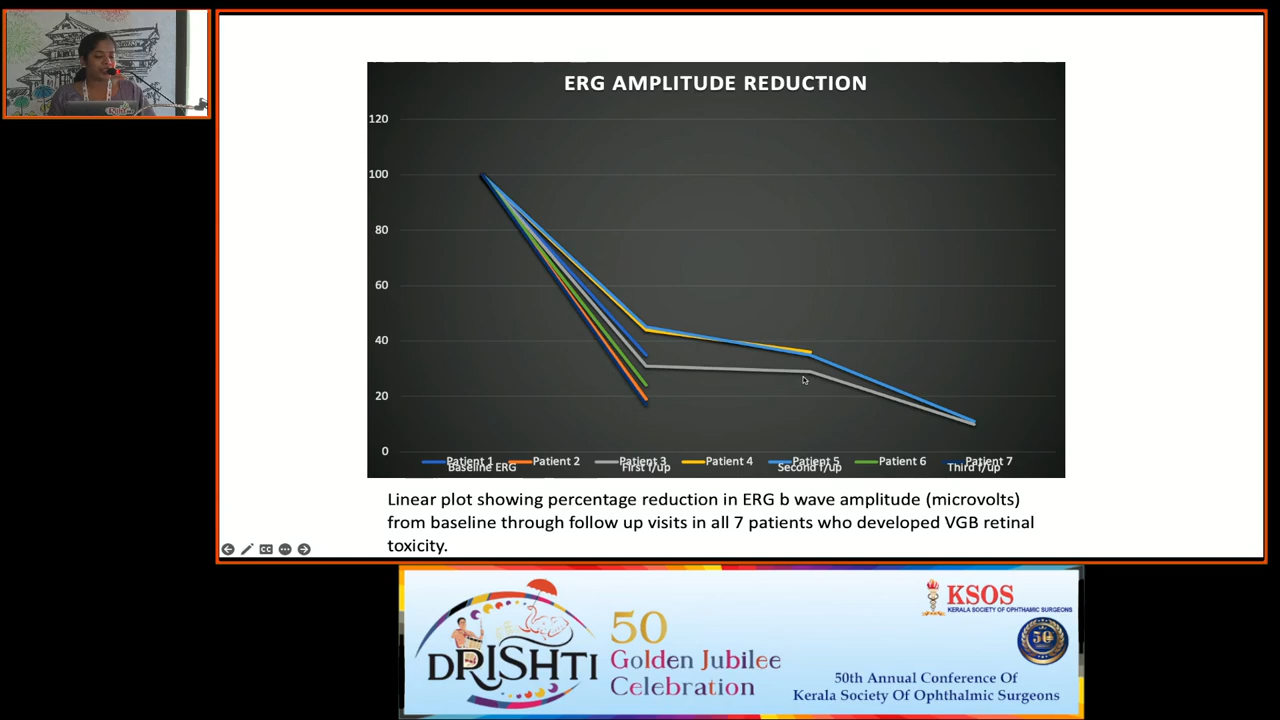 ERG AMPLITUDE REDUCTION
120
100
80
60
40
20
0
Patient 1 Patient 2 Patient 3 Patient 4 Patient 5 Patient 6 Patient 7
Baseline ERG First f/up Second f/up Third f/up
Linear plot showing percentage reduction in ERG b wave amplitude (microvolts)
from baseline through follow up visits in all 7 patients who developed VGB retinal
toxicity.
CC
DRISHTI
50
Golden Jubilee
Celebration
KSOS
KERALA SOCIETY OF OPHTHAMIC SURGEONS
50
50th Annual Conference Of
Kerala Society Of Ophthalmic Surgeons